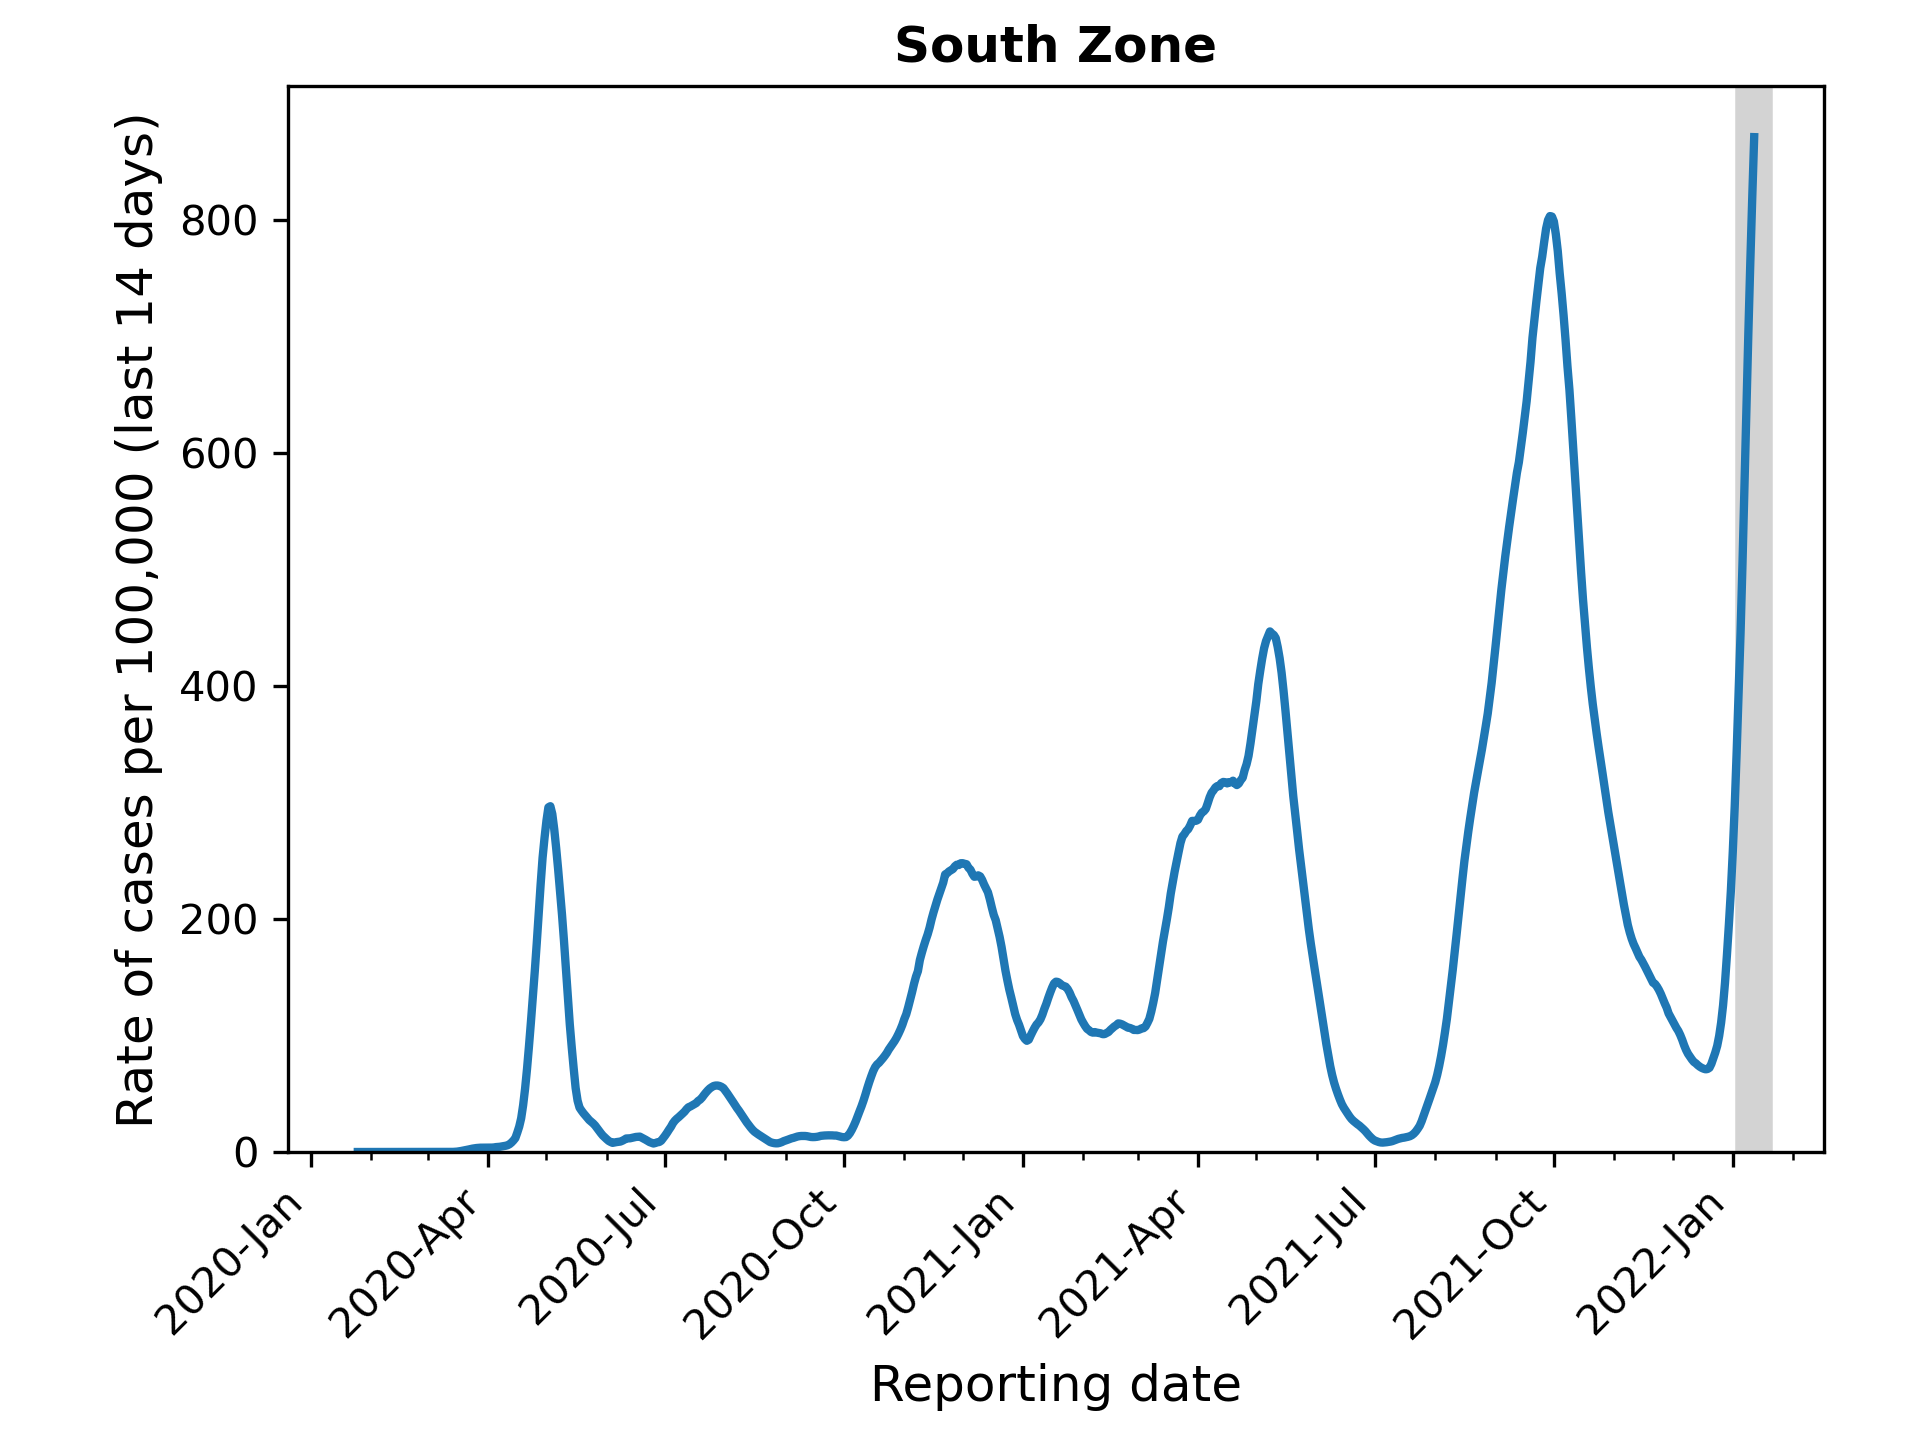 South Zone
Rate of cases per 100,000 (last 14 days)
800
600
400
200
0
2020-Jan
2020-Apr
2020-Jul
2020-Oct
2021-Jan
2021-Apr
2021-Jul
2021-Oct
2022-Jan
Reporting date